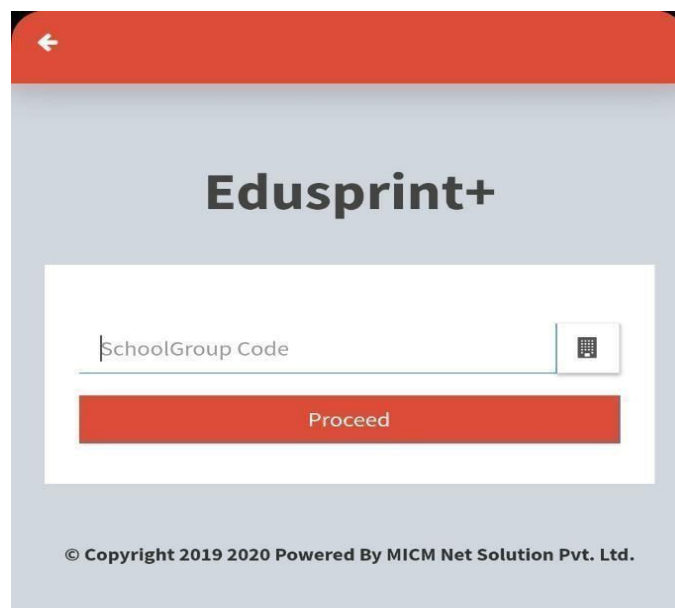 Edusprint+
SchoolGroup Code
Proceed
© Copyright 2019 2020 Powered By MICM Net Solution Pvt. Ltd.